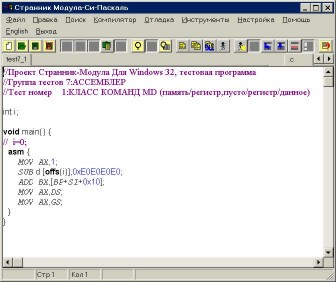 Странник Модула-Си-Паскаль
Файл Правка Поиск Компилятор Отладка Инструменты Настройка Помощь
English Выход
test7_1 с
//Проект Странник-Модула Для Windows 32, тестовая программа
//Группа тестов 7:АССЕМБЛЕР
//Тест номер 1:КЛАСС КОМАНД MD (память/регистр,пусто/регистр/данное)
int i;
void main() {
// i=0;
asm {
MOV AX,1;
SUB d [offs(i)],0xE0E0E0E0;
ADD BX,[BP+SI+0x10];
MOV AX,DS;
MOV AX,GS;
}
}
Стр 1 Кол 1